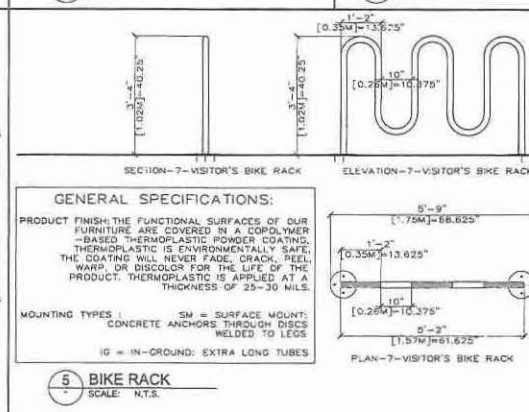 1'-2"
[0.35M]=13.625"
3'-4"
[1.02M]=40.25"
3'-4"
[1.02M]=40.25"
10"
[0.26M]=10.375"
SECTION-7-VISITOR'S BIKE RACK
ELEVATION-7-VISITOR'S BIKE RACK
GENERAL SPECIFICATIONS:
PRODUCT FINISH: THE FUNCTIONAL SURFACES OF OUR
FURNITURE ARE COVERED IN A COPOLYMER
-BASED THERMOPLASTIC POWDER COATING.
THERMOPLASTIC IS ENVIRONMENTALLY SAFE,
THE COATING WILL NEVER FADE, CRACK, PEEL,
WARP, OR DISCOLOR FOR THE LIFE OF THE
PRODUCT. THERMOPLASTIC IS APPLIED AT A
THICKNESS OF 25-30 MILS.
MOUNTING TYPES : SM = SURFACE MOUNT:
CONCRETE ANCHORS THROUGH DISCS
WELDED TO LEGS
IG = IN-GROUND: EXTRA LONG TUBES
5'-9"
[1.75M]=68.625"
1'-2"
[0.35M]=13.625"
10"
[0.26M]=10.375"
5'-2"
[1.57M]=61.625"
PLAN-7-VISITOR'S BIKE RACK
5 BIKE RACK
- SCALE: N.T.S.